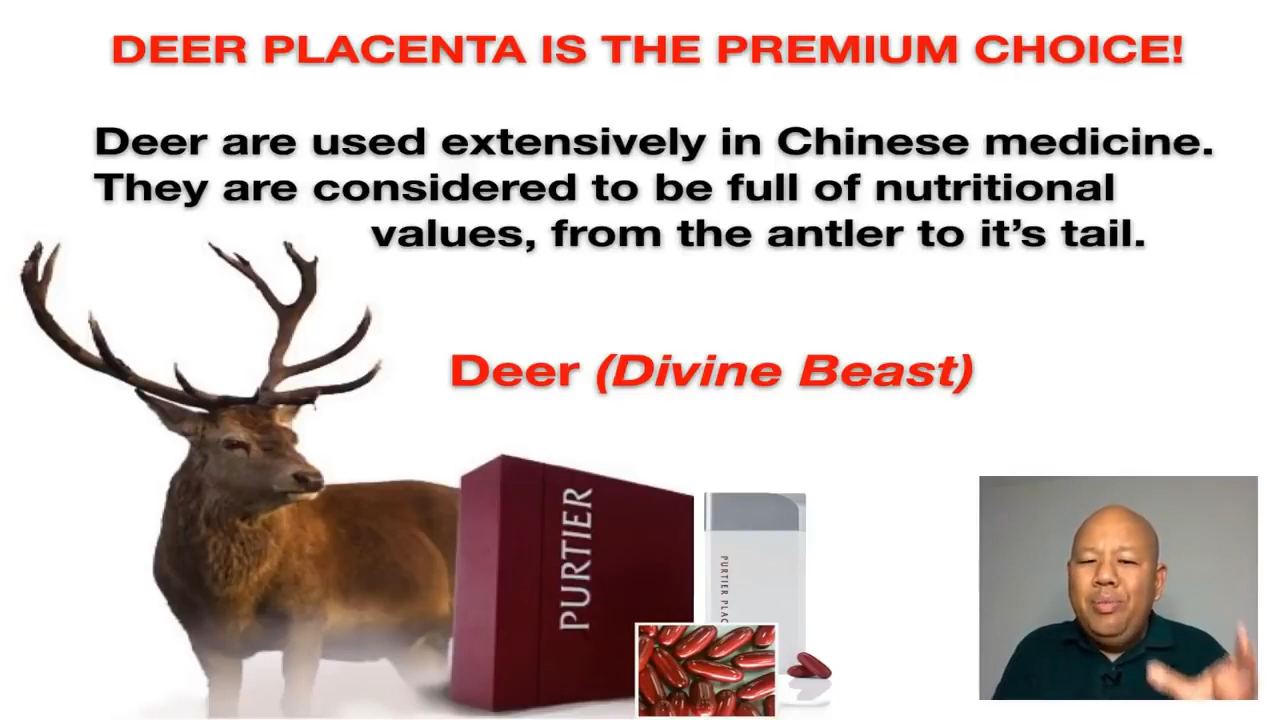 DEER PLACENTA IS THE PREMIUM CHOICE!
Deer are used extensively in Chinese medicine.
They are considered to be full of nutritional
values, from the antler to it’s tail.
Deer (Divine Beast)
PURTIER
PURTIER